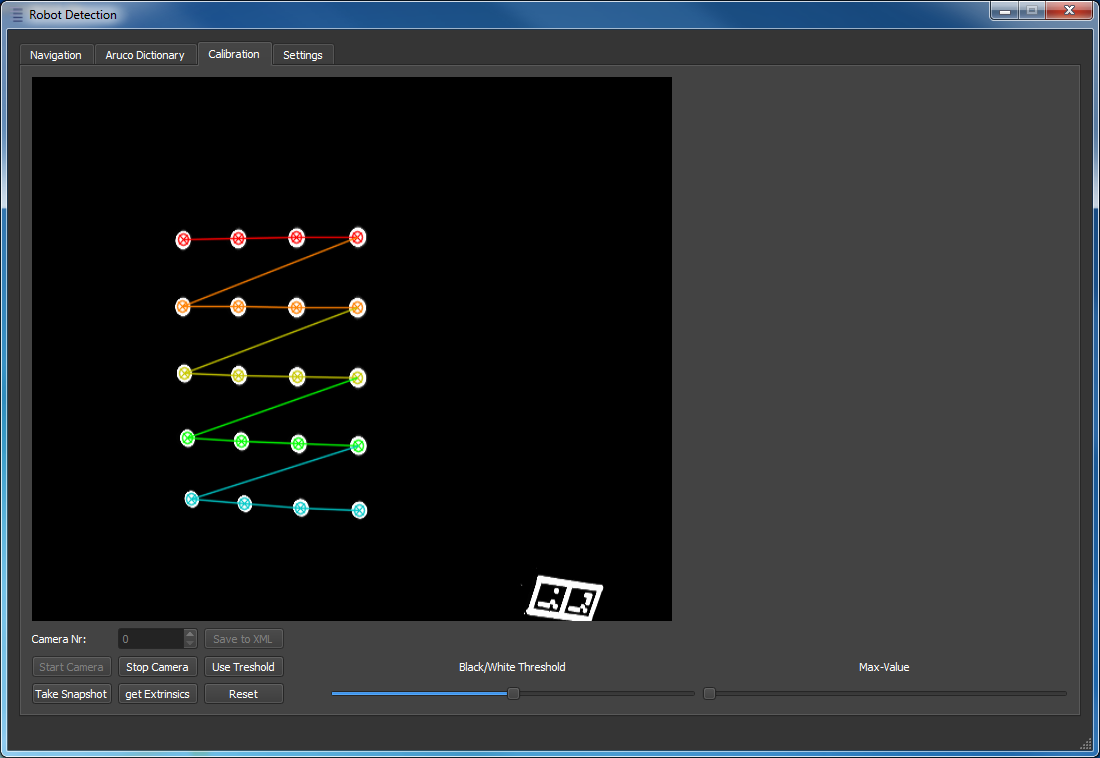 Robot Detection
Navigation Aruco Dictionary Calibration Settings
Camera Nr: 0 Save to XML
Start Camera Stop Camera Use Treshold Black/White Threshold Max-Value
Take Snapshot get Extrinsics Reset